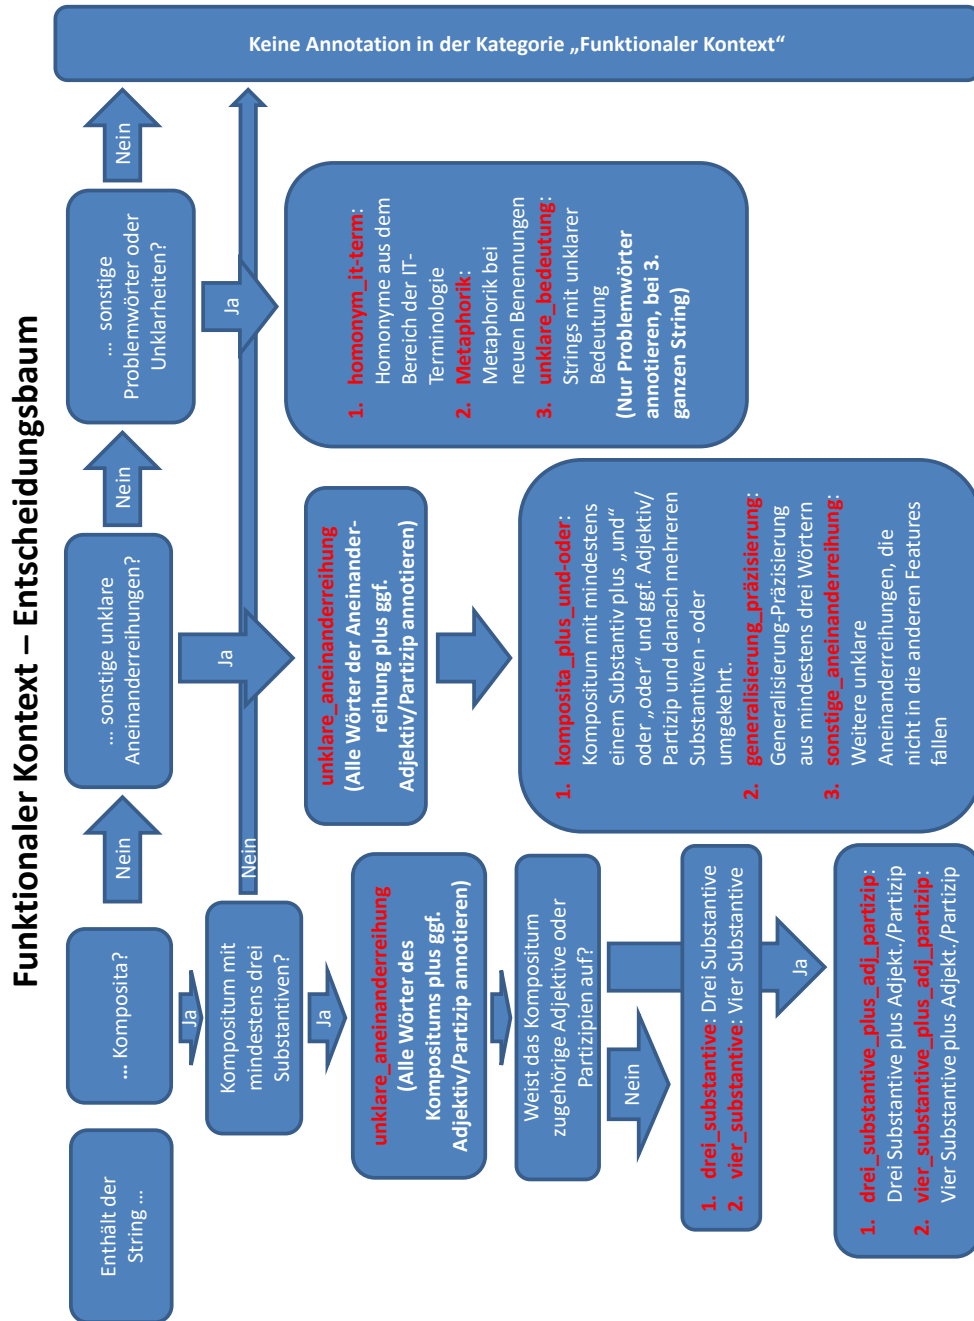 Funktionaler Kontext – Entscheidungsbaum
Enthält der
String ...
... Komposita?
Nein
... sonstige unklare
Aneinanderreihungen?
Nein
... sonstige
Problemwörter oder
Unklarheiten?
Nein
Keine Annotation in der Kategorie „Funktionaler Kontext“
Ja
Kompositum mit
mindestens drei
Substantiven?
Nein
Ja
unklare_aneinanderreihung
(Alle Wörter des
Kompositums plus ggf.
Adjektiv/Partizip annotieren)
Weist das Kompositum
zugehörige Adjektive oder
Partizipien auf?
Nein
1. drei_substantive: Drei Substantive
2. vier_substantive: Vier Substantive
Ja
1. drei_substantive_plus_adj_partizip:
Drei Substantive plus Adjekt./Partizip
2. vier_substantive_plus_adj_partizip:
Vier Substantive plus Adjekt./Partizip
Ja
unklare_aneinanderreihung
(Alle Wörter der Aneinander-
reihung plus ggf.
Adjektiv/Partizip annotieren)
1. komposita_plus_und-oder:
Kompositum mit mindestens
einem Substantiv plus „und“
oder „oder“ und ggf. Adjektiv/
Partizip und danach mehreren
Substantiven - oder
umgekehrt.
2. generalisierung_präzisierung:
Generalisierung-Präzisierung
aus mindestens drei Wörtern
3. sonstige_aneinanderreihung:
Weitere unklare
Aneinanderreihungen, die
nicht in die anderen Features
fallen
Ja
1. homonym_it-term:
Homonyme aus dem
Bereich der IT-
Terminologie
2. Metaphorik:
Metaphorik bei
neuen Benennungen
3. unklare_bedeutung:
Strings mit unklarer
Bedeutung
(Nur Problemwörter
annotieren, bei 3.
ganzen String)